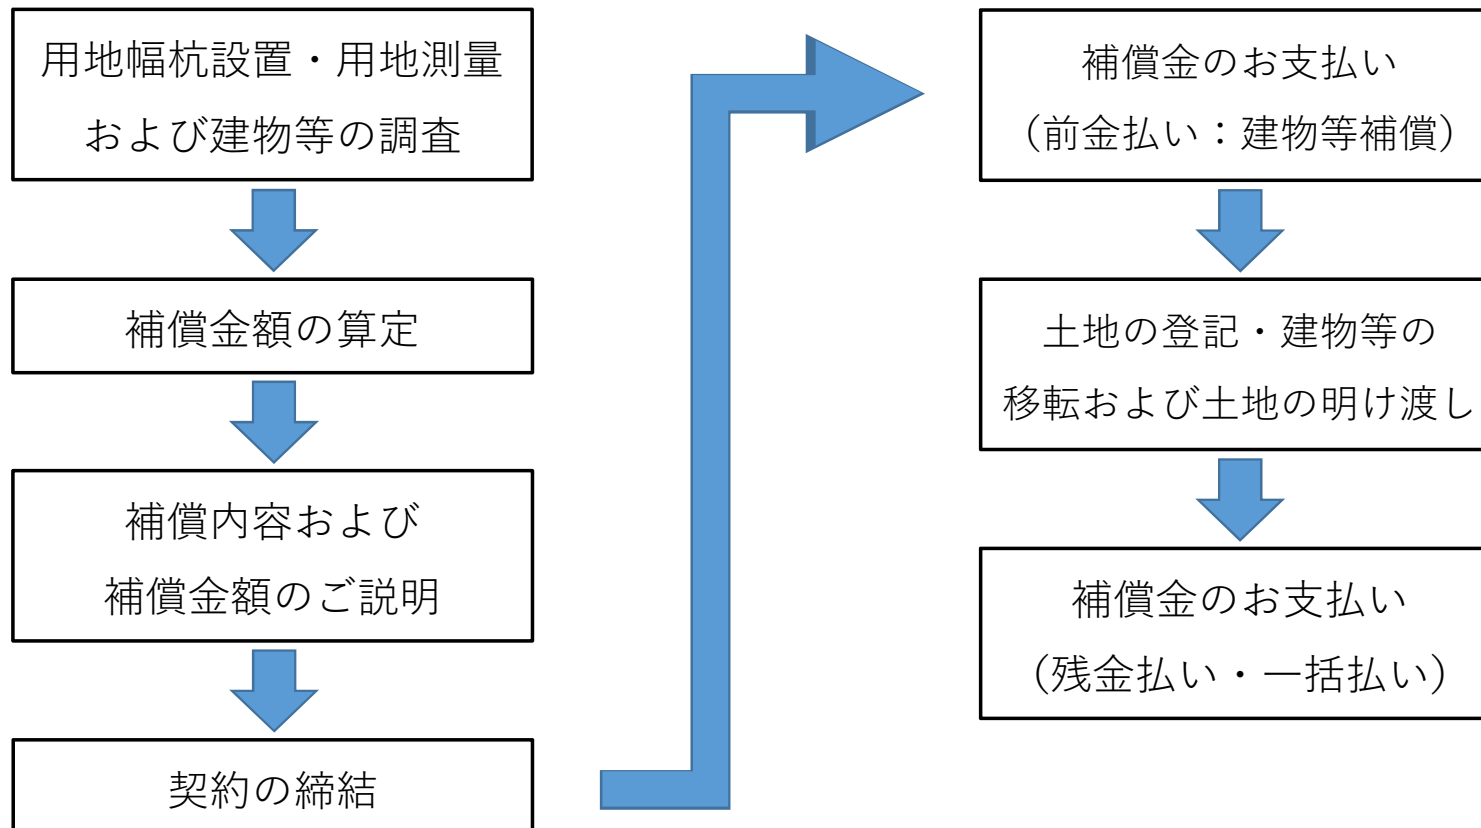 用地幅杭設置・用地測量
および建物等の調査
補償金額の算定
補償内容および
補償金額のご説明
契約の締結
補償金のお支払い
（前金払い：建物等補償）
土地の登記・建物等の
移転および土地の明け渡し
補償金のお支払い
（残金払い・一括払い）